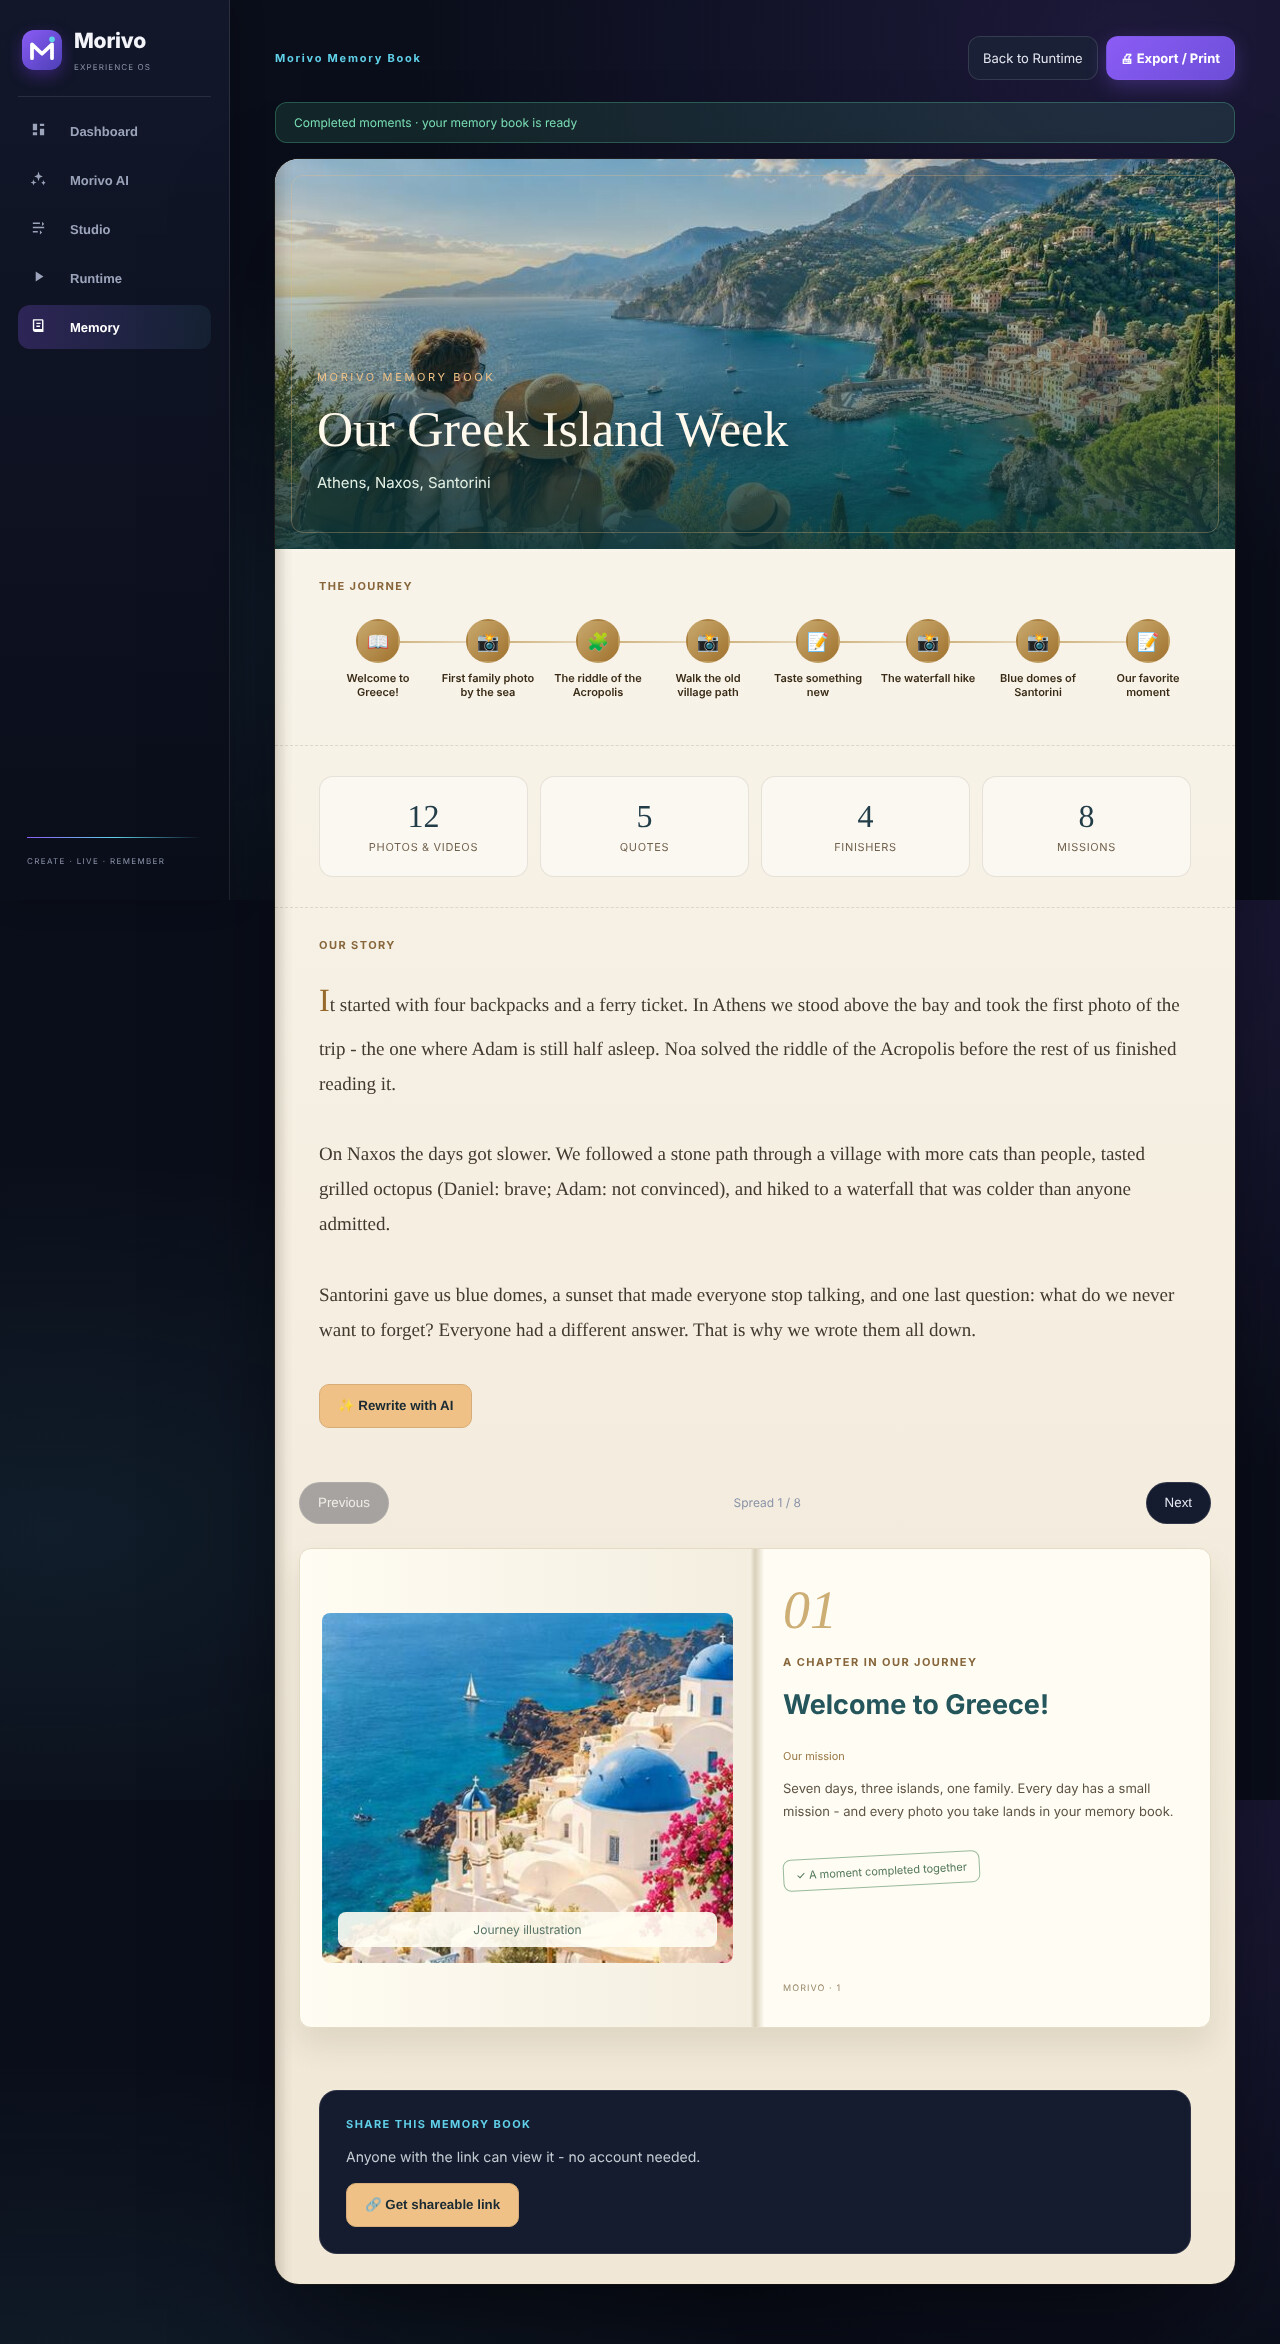 Morivo
EXPERIENCE OS
Dashboard
Morivo AI
Studio
Runtime
Memory
CREATE · LIVE · REMEMBER
Morivo Memory Book
Back to Runtime
🖨 Export / Print
Completed moments · your memory book is ready
MORIVO MEMORY BOOK
Our Greek Island Week
Athens, Naxos, Santorini
THE JOURNEY
Welcome to
Greece!
First family photo
by the sea
The riddle of the
Acropolis
Walk the old
village path
Taste something
new
The waterfall hike
Blue domes of
Santorini
Our favorite
moment
12
PHOTOS & VIDEOS
5
QUOTES
4
FINISHERS
8
MISSIONS
OUR STORY
It started with four backpacks and a ferry ticket. In Athens we stood above the bay and took the first photo of the
trip - the one where Adam is still half asleep. Noa solved the riddle of the Acropolis before the rest of us finished
reading it.
On Naxos the days got slower. We followed a stone path through a village with more cats than people, tasted
grilled octopus (Daniel: brave; Adam: not convinced), and hiked to a waterfall that was colder than anyone
admitted.
Santorini gave us blue domes, a sunset that made everyone stop talking, and one last question: what do we never
want to forget? Everyone had a different answer. That is why we wrote them all down.
✨ Rewrite with AI
Previous
Spread 1 / 8
Next
Journey illustration
01
A CHAPTER IN OUR JOURNEY
Welcome to Greece!
Our mission
Seven days, three islands, one family. Every day has a small
mission - and every photo you take lands in your memory book.
✓ A moment completed together
MORIVO · 1
SHARE THIS MEMORY BOOK
Anyone with the link can view it - no account needed.
🔗 Get shareable link